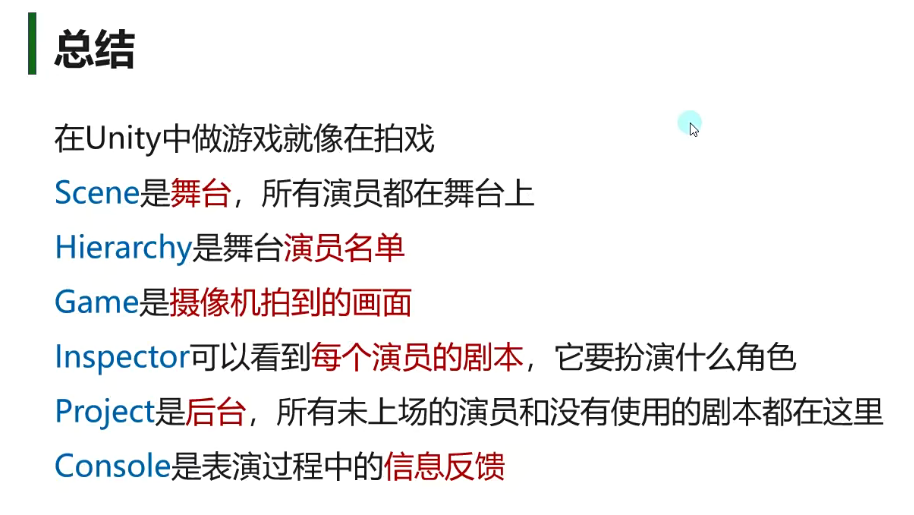 总结
在Unity中做游戏就像在拍戏
Scene是舞台，所有演员都在舞台上
Hierarchy是舞台演员名单
Game是摄像机拍到的画面
Inspector可以看到每个演员的剧本，它要扮演什么角色
Project是后台，所有未上场的演员和没有使用的剧本都在这里
Console是表演过程中的信息反馈